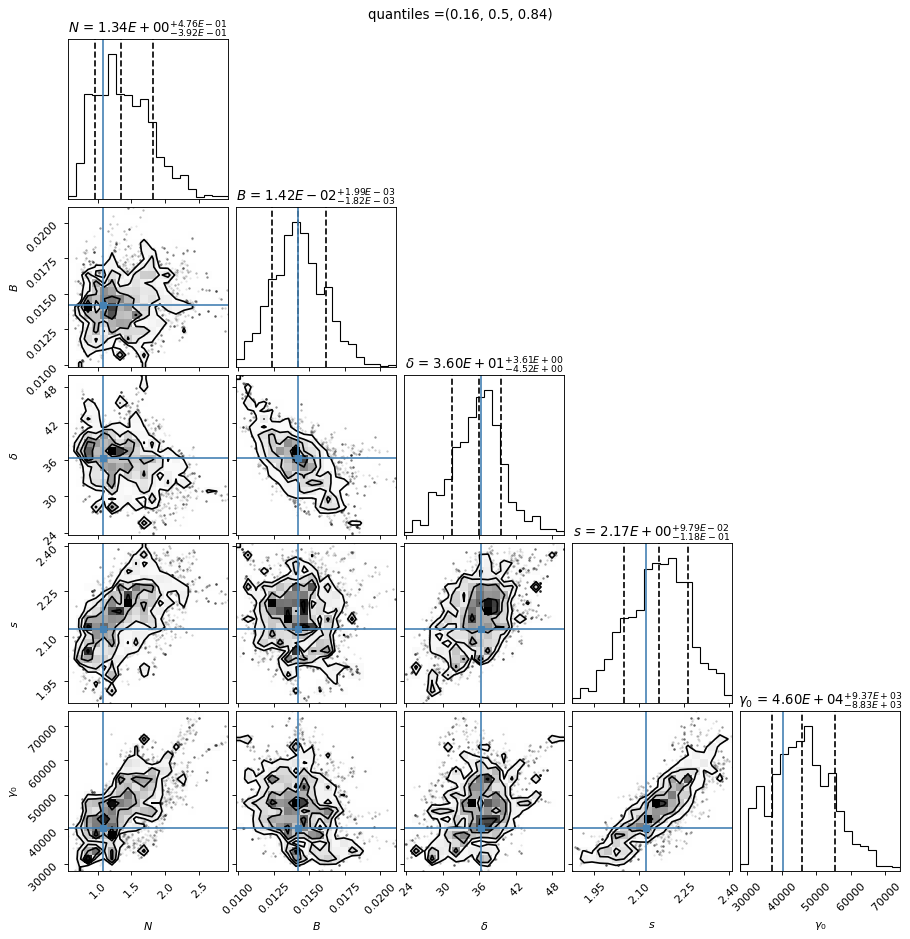 quantiles =(0.16, 0.5, 0.84)
N = 1.34E + 00 +4.76E − 01 −3.92E − 01
B = 1.42E − 02 +1.99E − 03 −1.82E − 03
B
0.0200
0.0175
0.0150
0.0125
0.0100
δ = 3.60E + 01 +3.61E + 00 −4.52E + 00
δ
48
42
36
30
24
s = 2.17E + 00 +9.79E − 02 −1.18E − 01
s
2.40
2.25
2.10
1.95
γ₀ = 4.60E + 04 +9.37E + 03 −8.83E + 03
γ₀
70000
60000
50000
40000
30000
1.0 1.5 2.0 2.5
0.0100 0.0125 0.0150 0.0175 0.0200
24 30 36 42 48
1.95 2.10 2.25 2.40
30000 40000 50000 60000 70000
N B δ s γ₀